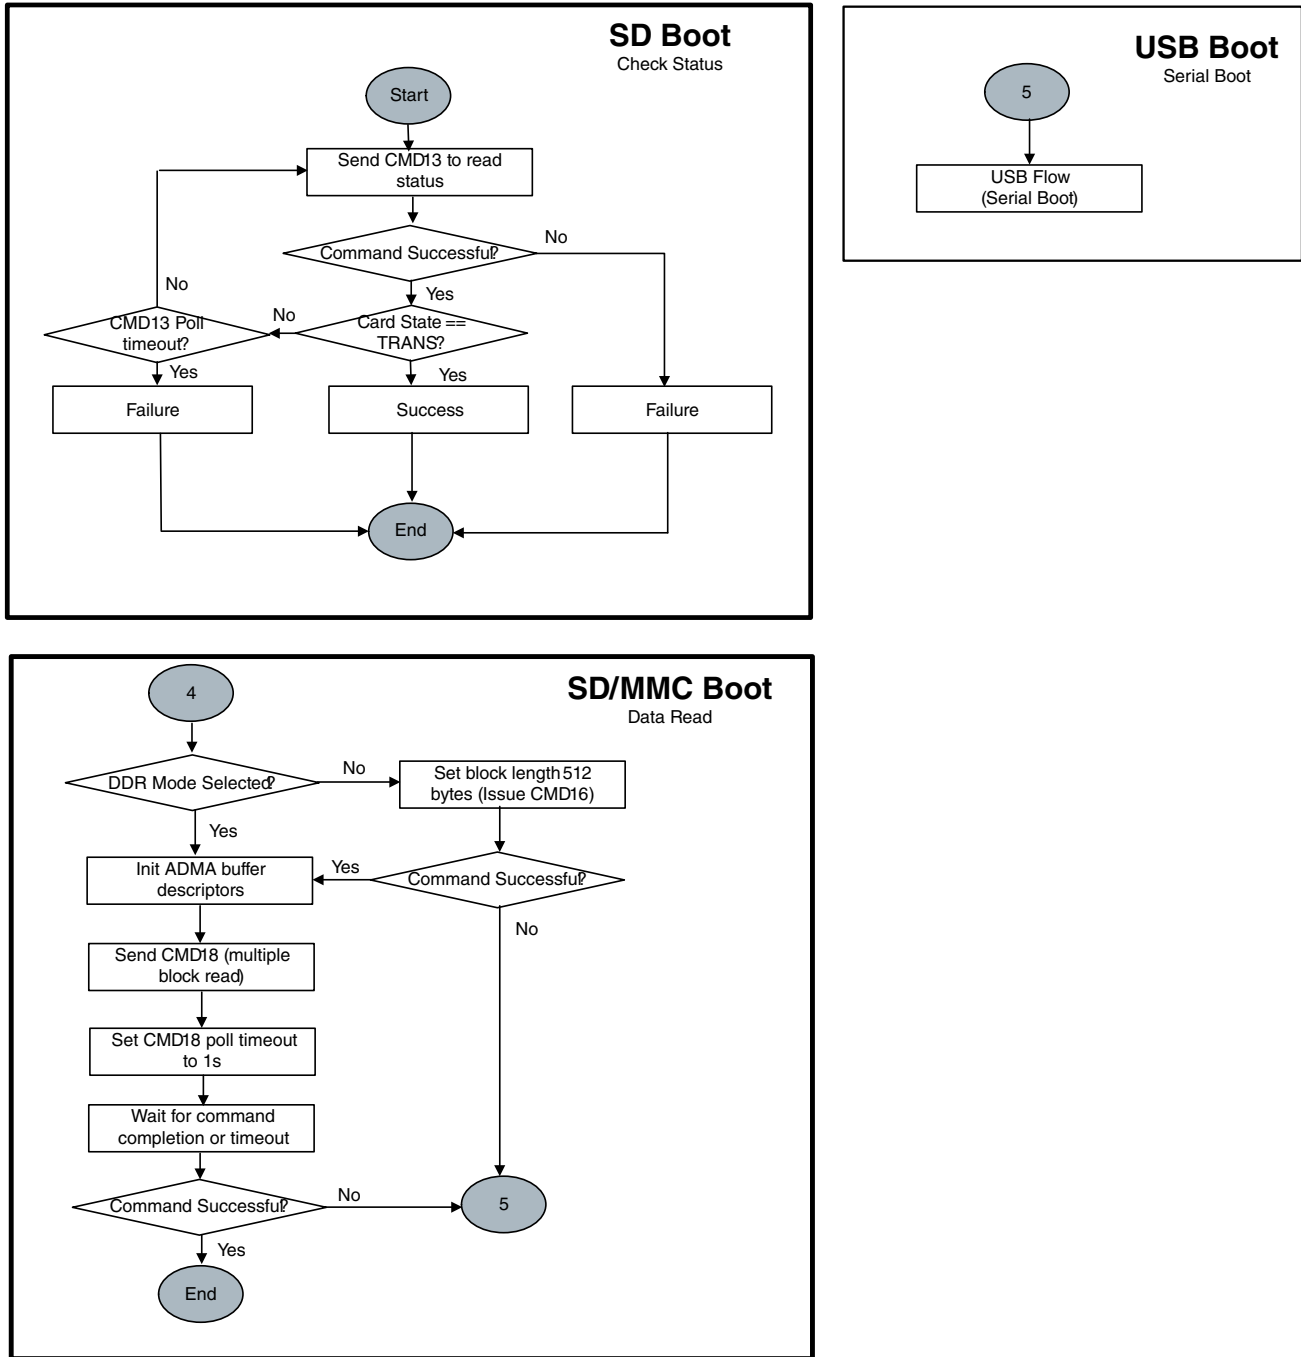 SD Boot
Check Status
Start
Send CMD13 to read
status
Command Successful?
No
Yes
Card State ==
TRANS?
No
CMD13 Poll
timeout?
No
Yes
Yes
Failure
Success
Failure
End
USB Boot
Serial Boot
5
USB Flow
(Serial Boot)
SD/MMC Boot
Data Read
4
DDR Mode Selected?
No
Set block length 512
bytes (Issue CMD16)
Yes
Init ADMA buffer
descriptors
Yes
Command Successful?
No
Send CMD18 (multiple
block read)
Set CMD18 poll timeout
to 1s
Wait for command
completion or timeout
Command Successful?
No
5
Yes
End